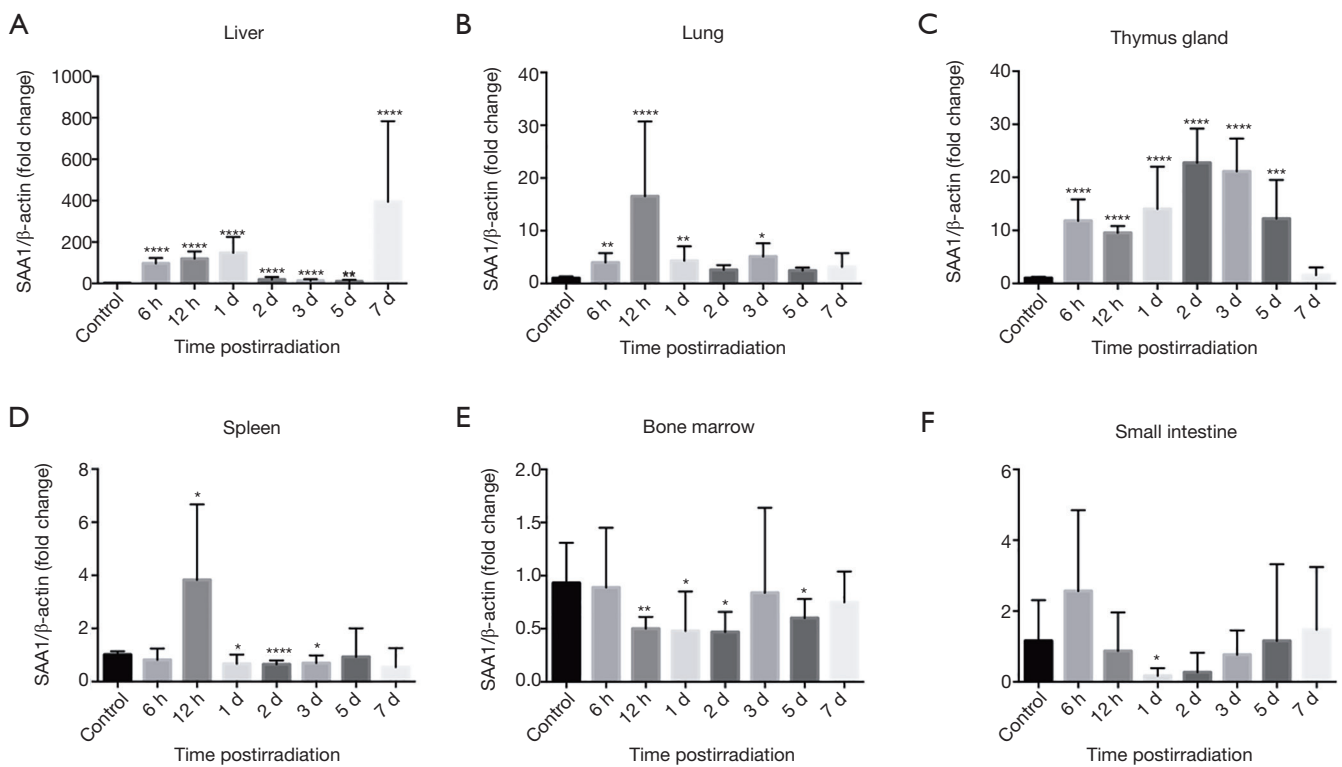 A
Liver
SAA1/β-actin (fold change)
1000
800
600
400
200
0
**** **** **** **** **** ** ****
Control 6 h 12 h 1 d 2 d 3 d 5 d 7 d
Time postirradiation
B
Lung
SAA1/β-actin (fold change)
40
30
20
10
0
** **** ** *
Control 6 h 12 h 1 d 2 d 3 d 5 d 7 d
Time postirradiation
C
Thymus gland
SAA1/β-actin (fold change)
40
30
20
10
0
**** **** **** **** **** ***
Control 6 h 12 h 1 d 2 d 3 d 5 d 7 d
Time postirradiation
D
Spleen
SAA1/β-actin (fold change)
8
6
4
2
0
* * **** *
Control 6 h 12 h 1 d 2 d 3 d 5 d 7 d
Time postirradiation
E
Bone marrow
SAA1/β-actin (fold change)
2.0
1.5
1.0
0.5
0.0
** * * *
Control 6 h 12 h 1 d 2 d 3 d 5 d 7 d
Time postirradiation
F
Small intestine
SAA1/β-actin (fold change)
6
4
2
0
*
Control 6 h 12 h 1 d 2 d 3 d 5 d 7 d
Time postirradiation